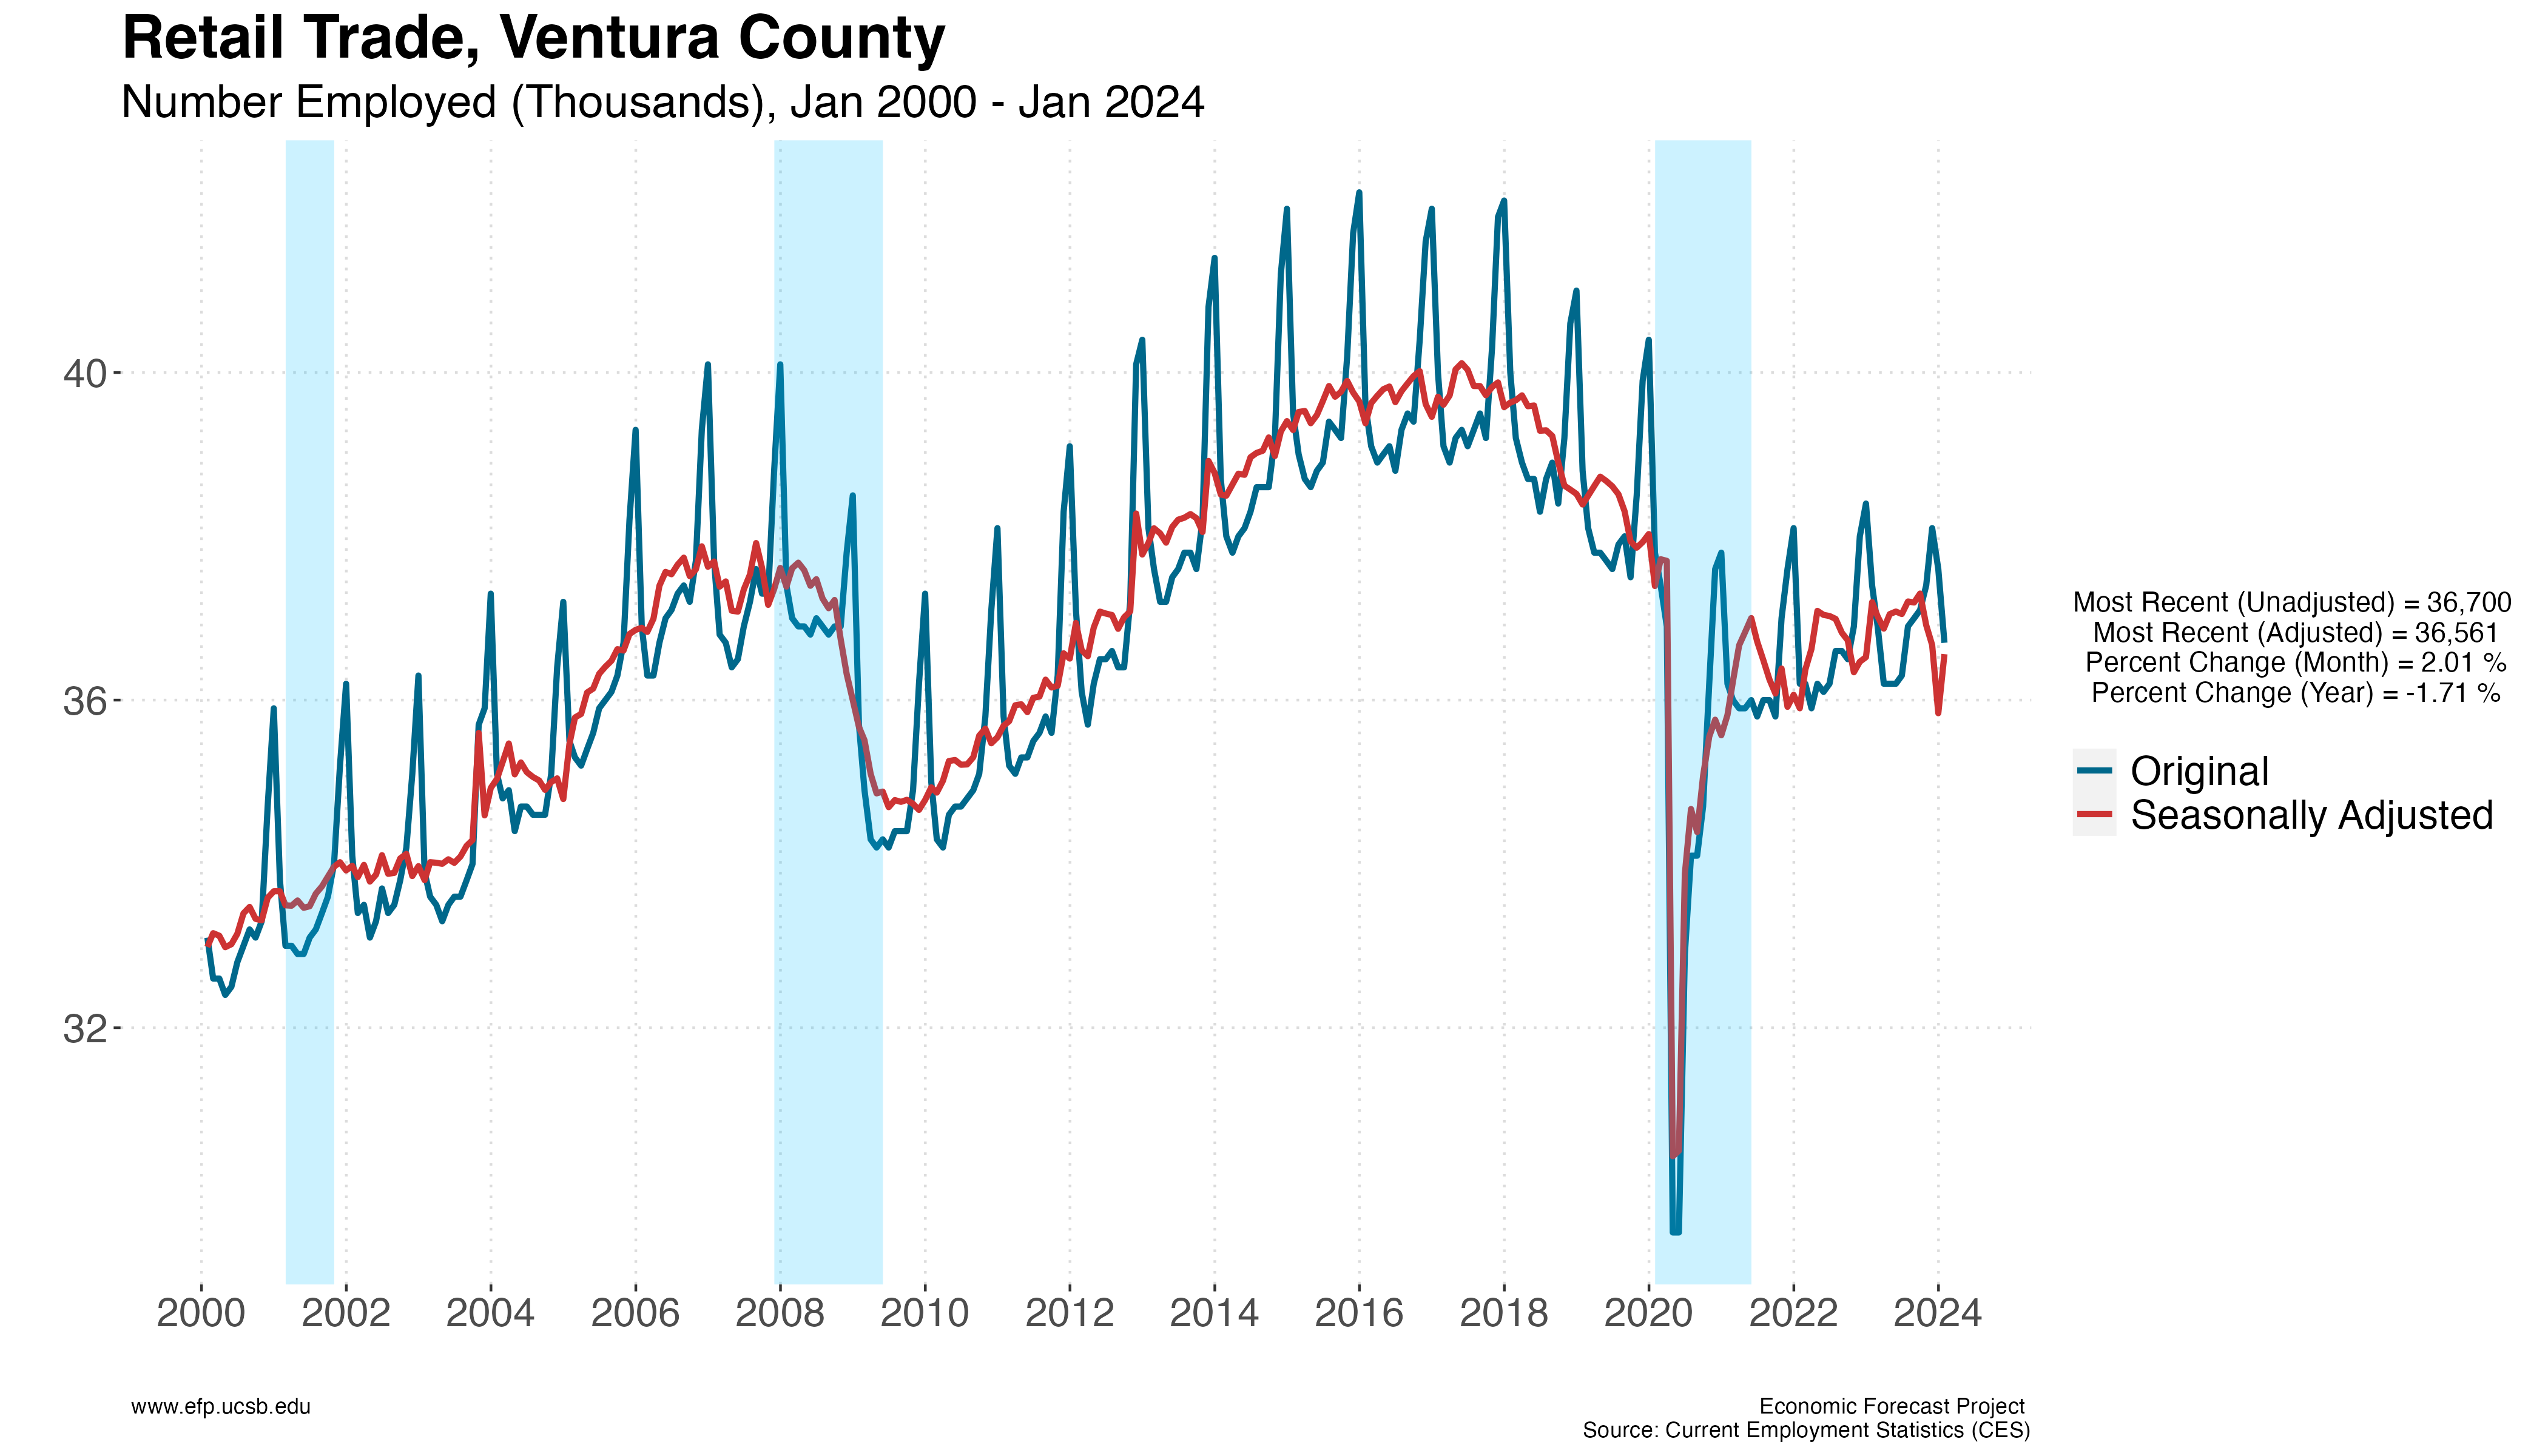 Retail Trade, Ventura County
Number Employed (Thousands), Jan 2000 - Jan 2024
40
36
32
2000 2002 2004 2006 2008 2010 2012 2014 2016 2018 2020 2022 2024
Most Recent (Unadjusted) = 36,700
Most Recent (Adjusted) = 36,561
Percent Change (Month) = 2.01 %
Percent Change (Year) = -1.71 %
Original
Seasonally Adjusted
www.efp.ucsb.edu
Economic Forecast Project
Source: Current Employment Statistics (CES)